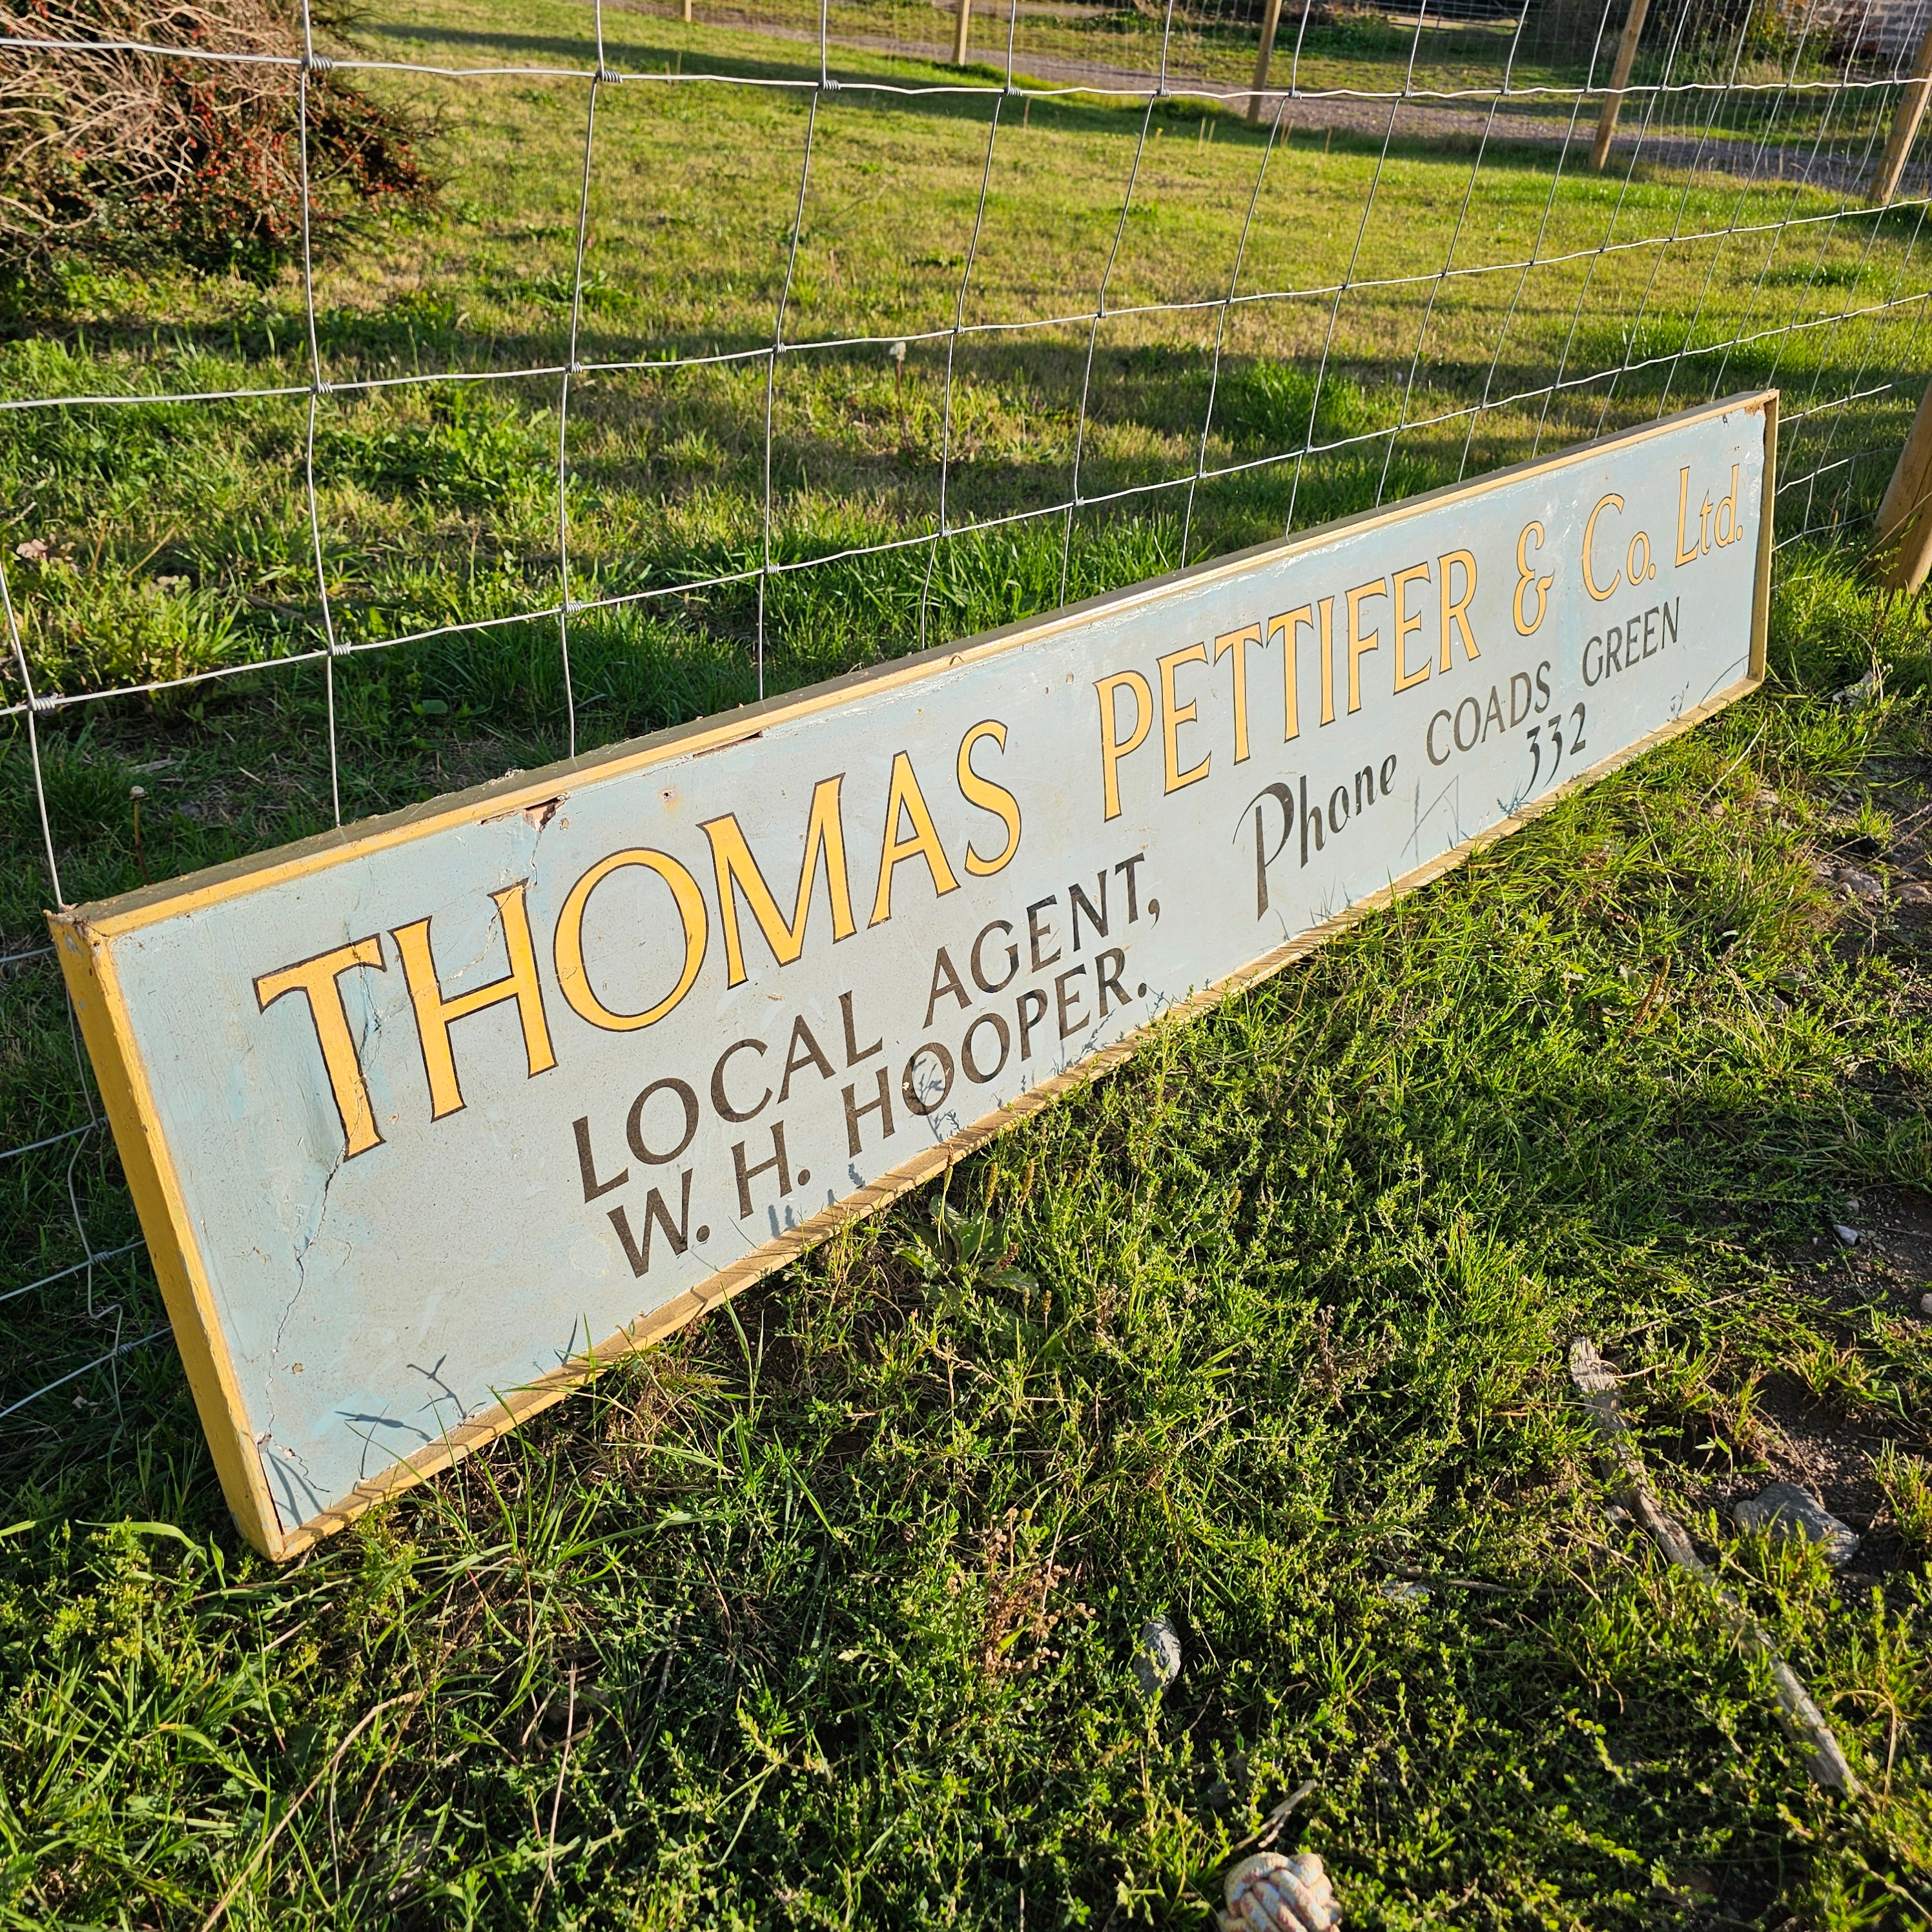 THOMAS PETTIFER & Co. Ltd.
LOCAL AGENT,
W. H. HOOPER.
Phone COADS GREEN
332